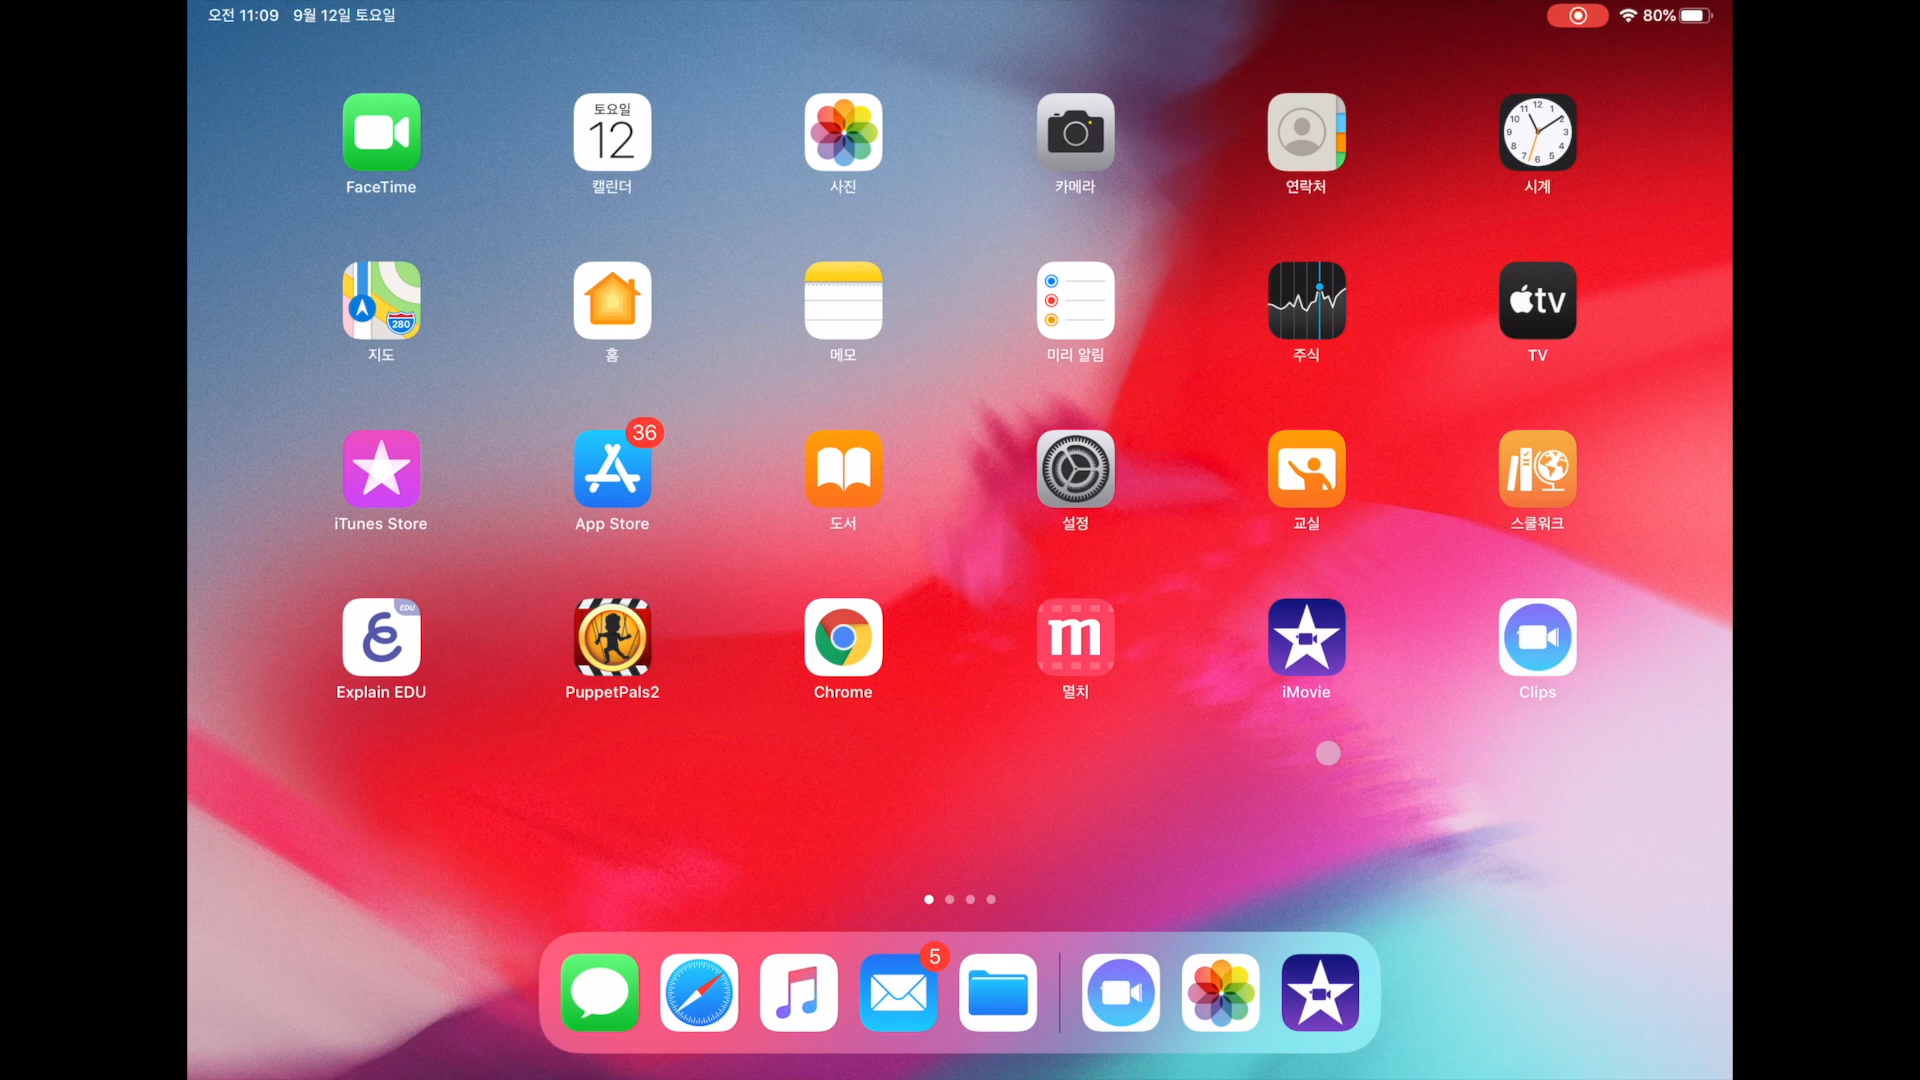 오전 11:09 9월 12일 토요일
80%
토요일
12
FaceTime
캘린더
사진
카메라
연락처
시계
280
tv
지도
홈
메모
미리 알림
주식
TV
36
iTunes Store
App Store
도서
설정
교실
스쿨워크
EDU
m
Explain EDU
PuppetPals2
Chrome
멸치
iMovie
Clips
5